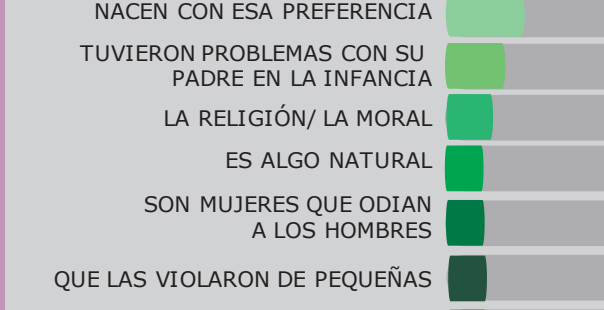 NACEN CON ESA PREFERENCIA
TUVIERON PROBLEMAS CON SU
PADRE EN LA INFANCIA
LA RELIGIÓN/ LA MORAL
ES ALGO NATURAL
SON MUJERES QUE ODIAN
A LOS HOMBRES
QUE LAS VIOLARON DE PEQUEÑAS